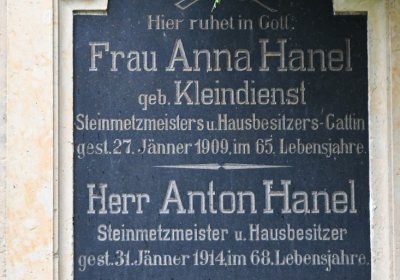 Hier ruhet in Gott:
Frau Anna Hanel
geb. Kleindienst
Steinmetzmeisters u. Hausbesitzers-Gattin
gest. 27. Jänner 1909, im 65. Lebensjahre.
Herr Anton Hanel
Steinmetzmeister u. Hausbesitzer
gest. 31. Jänner 1914, im 68. Lebensjahre.